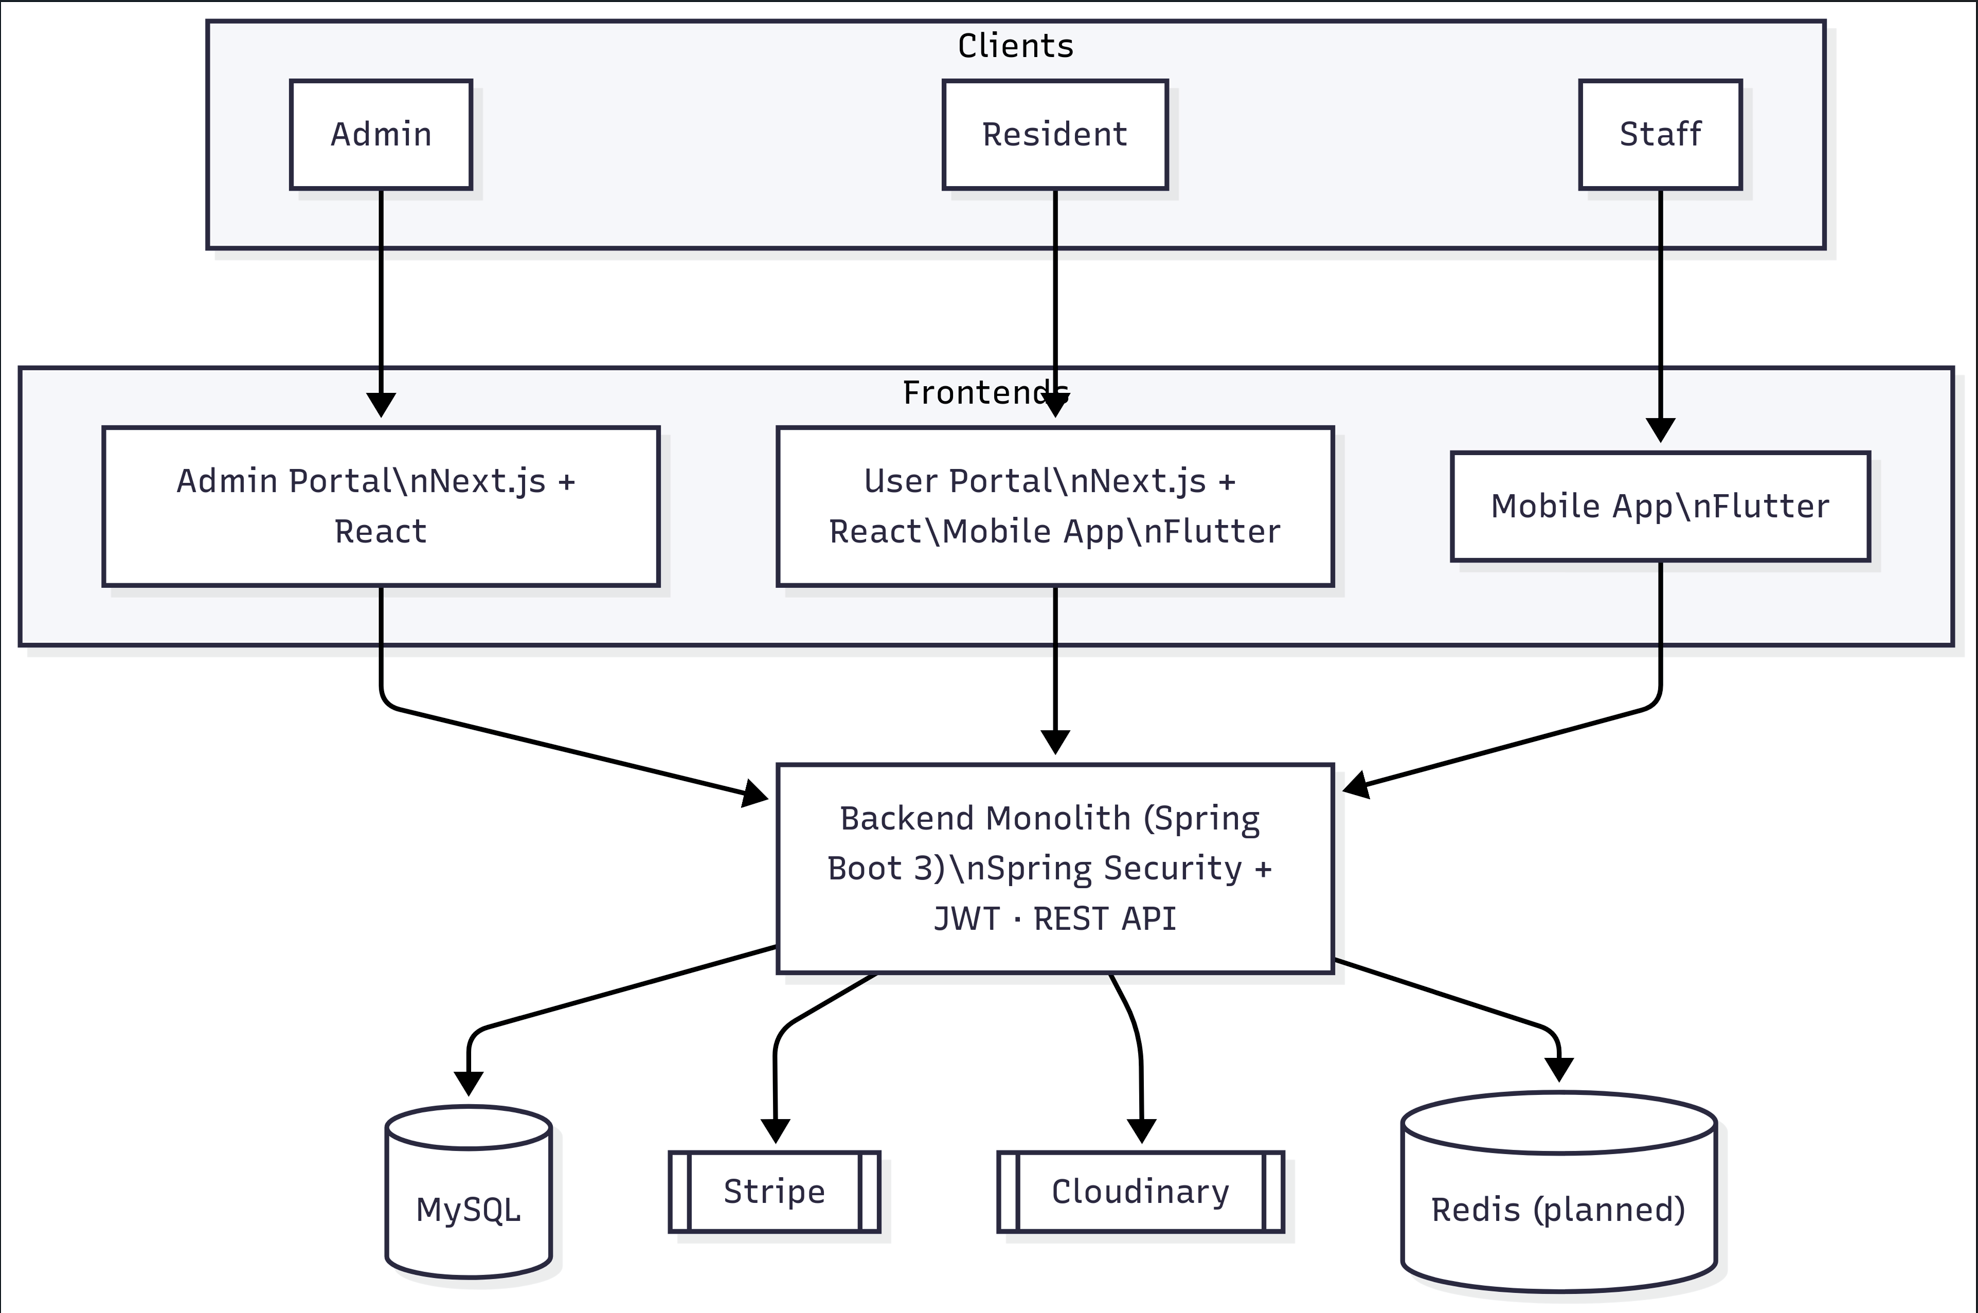 Clients
Admin
Resident
Staff
Frontends
Admin Portal\nNext.js +
React
User Portal\nNext.js +
React\Mobile App\nFlutter
Mobile App\nFlutter
Backend Monolith (Spring
Boot 3)\nSpring Security +
JWT · REST API
MySQL
Stripe
Cloudinary
Redis (planned)